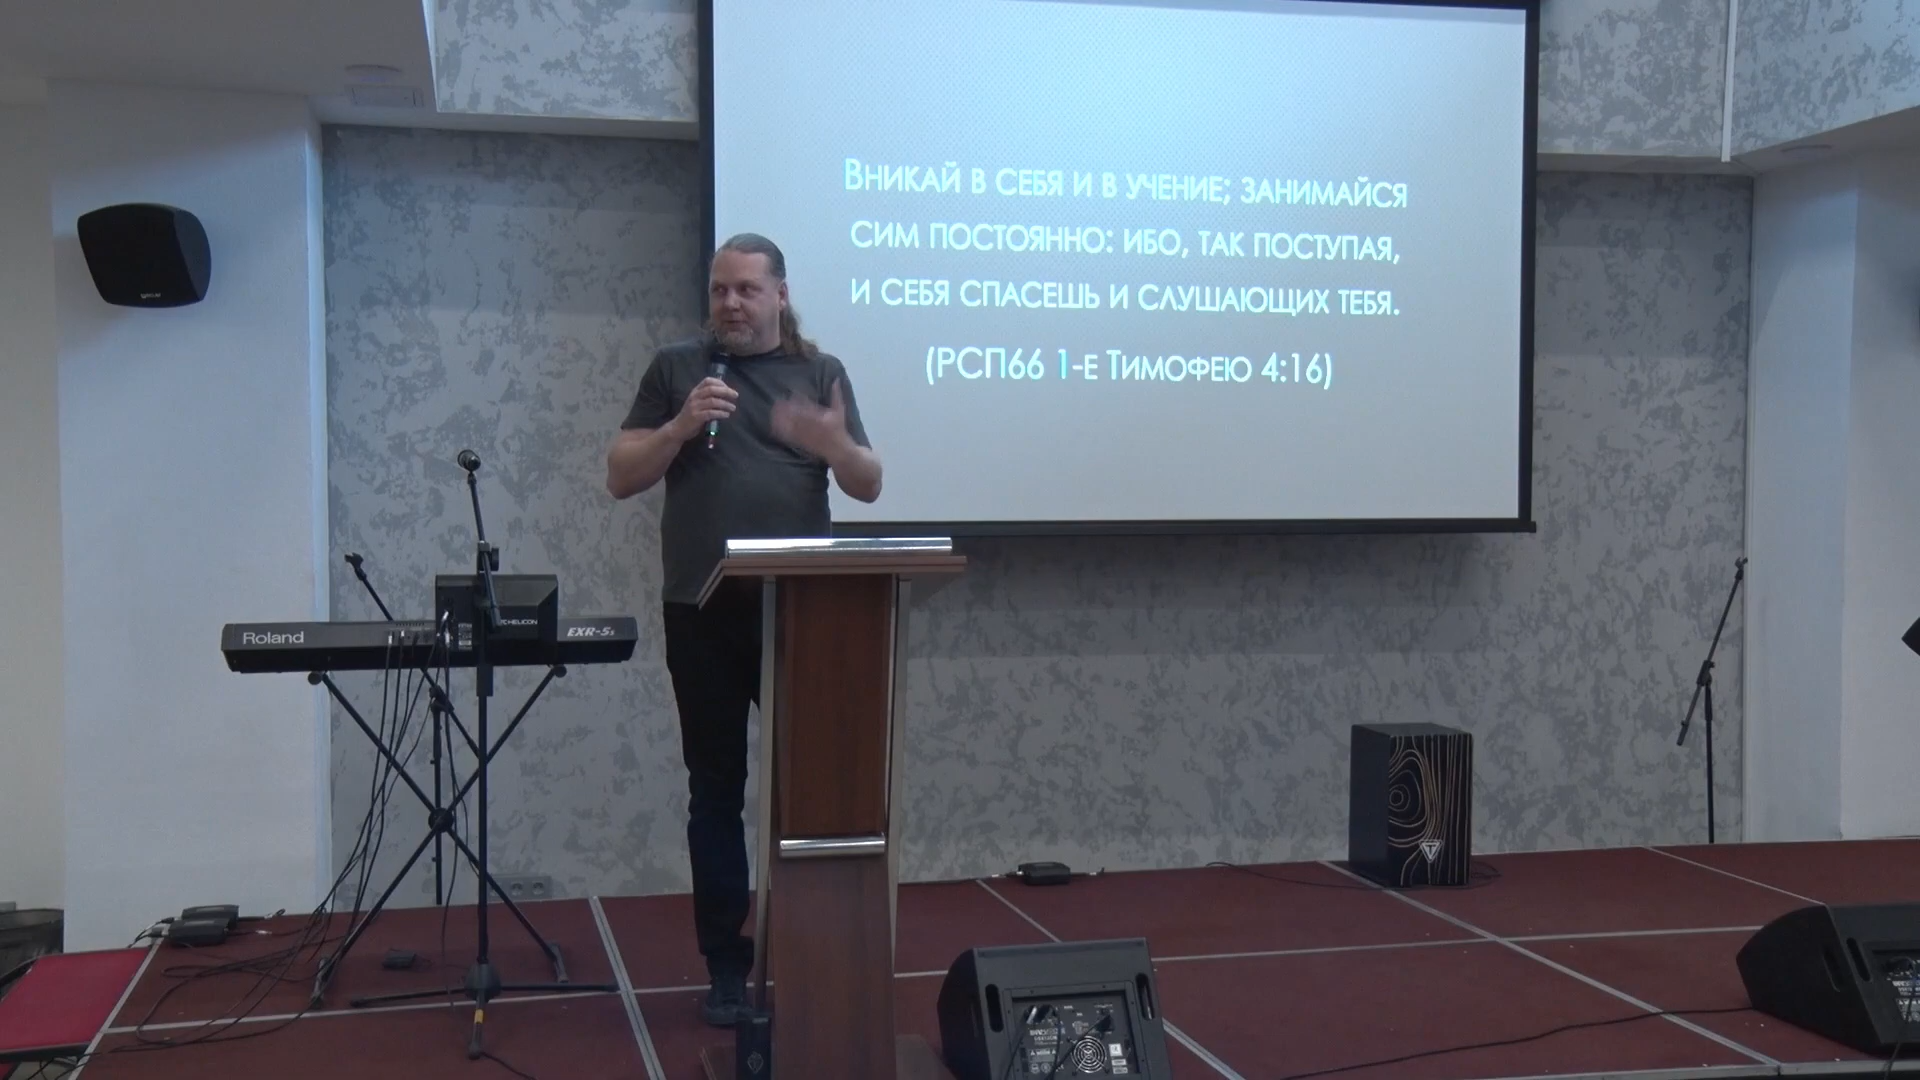 Вникай в себя и в учение; занимайся
сим постоянно: ибо, так поступая,
и себя спасешь и слушающих тебя.
(РСП66 1-е Тимофею 4:16)
Roland
HELICON
EXR-5s